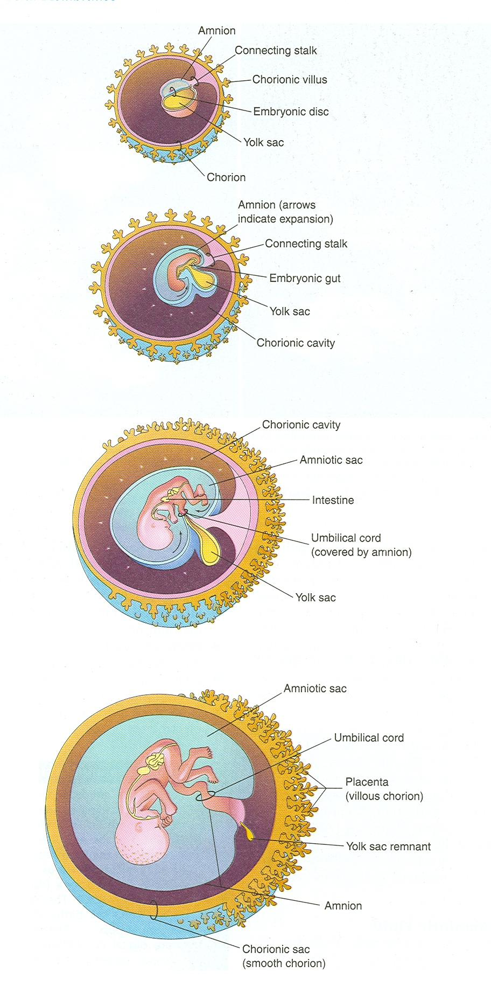 Amnion
Connecting stalk
Chorionic villus
Embryonic disc
Yolk sac
Chorion
Amnion (arrows
indicate expansion)
Connecting stalk
Embryonic gut
Yolk sac
Chorionic cavity
Chorionic cavity
Amniotic sac
Intestine
Umbilical cord
(covered by amnion)
Yolk sac
Amniotic sac
Umbilical cord
Placenta
(villous chorion)
Yolk sac remnant
Amnion
Chorionic sac
(smooth chorion)